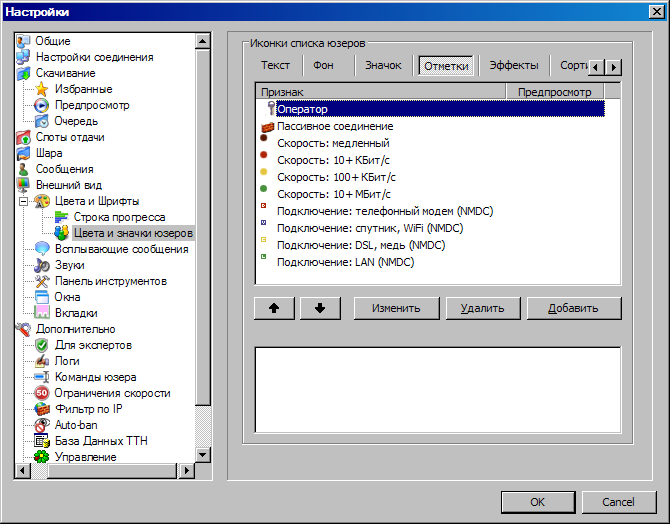 Настройки
Общие
Настройки соединения
Скачивание
Избранные
Предпросмотр
Очередь
Слоты отдачи
Шара
Сообщения
Внешний вид
Цвета и Шрифты
Строка прогресса
Цвета и значки юзеров
Всплывающие сообщения
Звуки
Панель инструментов
Окна
Вкладки
Дополнительно
Для экспертов
Логи
Команды юзера
50 Ограничения скорости
Фильтр по IP
Auto-ban
База Данных TTH
Управление
Иконки списка юзеров
Текст Фон Значок Отметки Эффекты Сорти
Признак Предпросмотр
Оператор
Пассивное соединение
Скорость: медленный
Скорость: 10+ КБит/с
Скорость: 100+ КБит/с
Скорость: 10+ МБит/с
Подключение: телефонный модем (NMDC)
Подключение: спутник, WiFi (NMDC)
Подключение: DSL, медь (NMDC)
Подключение: LAN (NMDC)
Изменить Удалить Добавить
OK Cancel